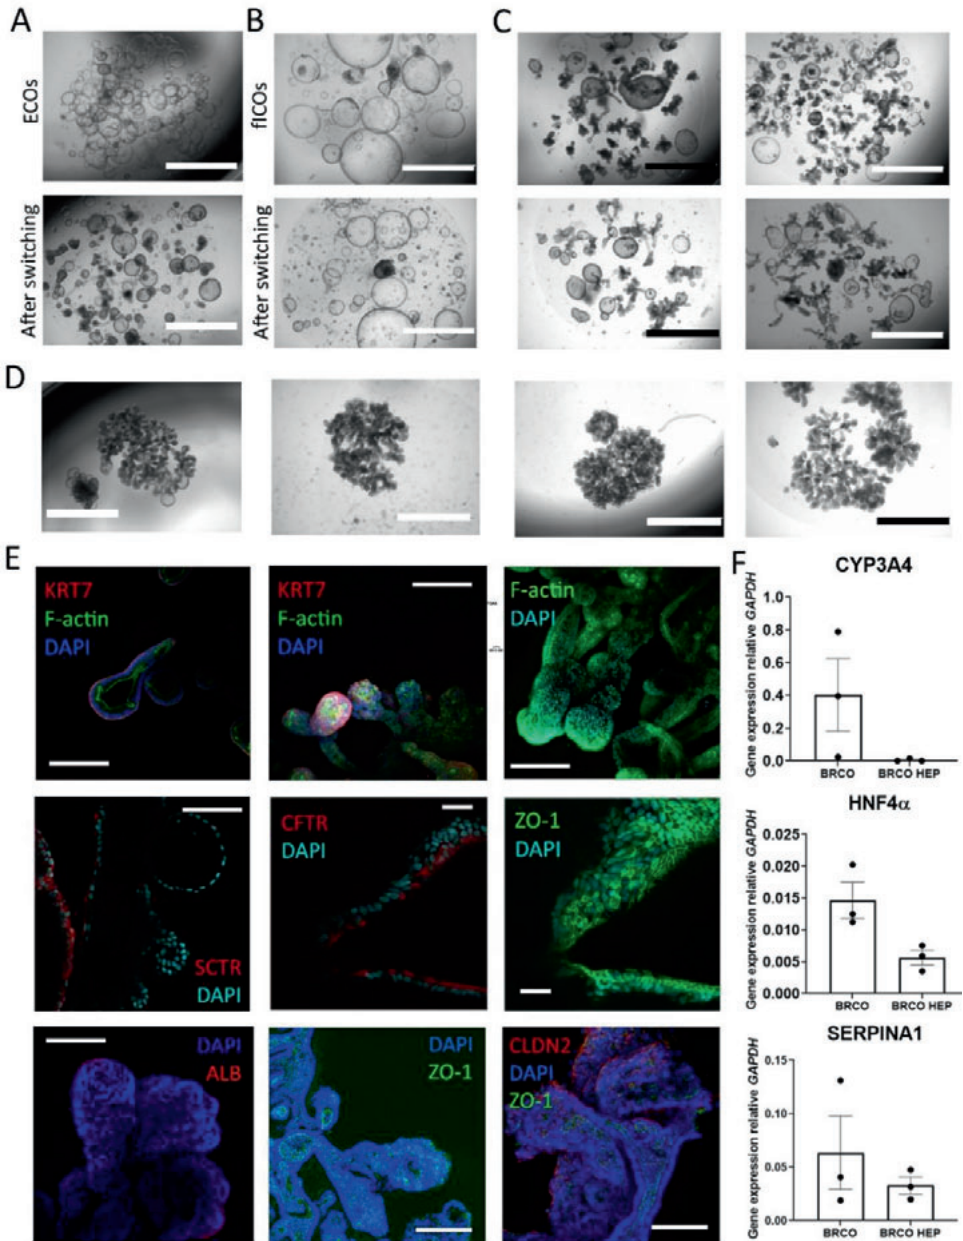 A
B
C
ECOs
fICOs
After switching
After switching
D
E
KRT7
F-actin
DAPI
KRT7
F-actin
DAPI
F-actin
DAPI
SCTR
DAPI
CFTR
DAPI
ZO-1
DAPI
DAPI
ALB
DAPI
ZO-1
CLDN2
DAPI
ZO-1
F
CYP3A4
Gene expression relative GAPDH
1.0
0.8
0.6
0.4
0.2
0.0
BRCO
BRCO HEP
HNF4α
Gene expression relative GAPDH
0.025
0.020
0.015
0.010
0.005
0.000
BRCO
BRCO HEP
SERPINA1
Gene expression relative GAPDH
0.15
0.10
0.05
0.00
BRCO
BRCO HEP